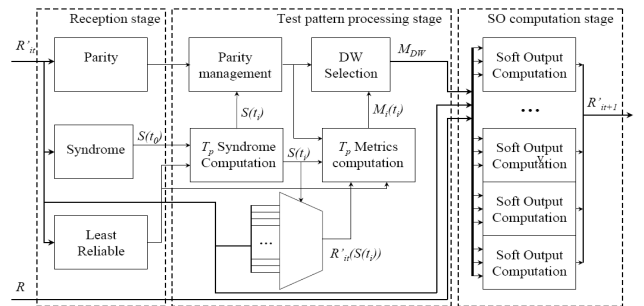 Reception stage
Test pattern processing stage
SO computation stage
R'it
Parity
Parity
management
DW
Selection
MDW
Soft Output
Computation
S(ti)
Mi(ti)
...
R'it+1
Syndrome
S(t0)
Tp Syndrome
Computation
S(ti)
Tp Metrics
computation
Soft Output
Computation
v
Least
Reliable
...
R'it(S(ti))
Soft Output
Computation
Soft Output
Computation
R